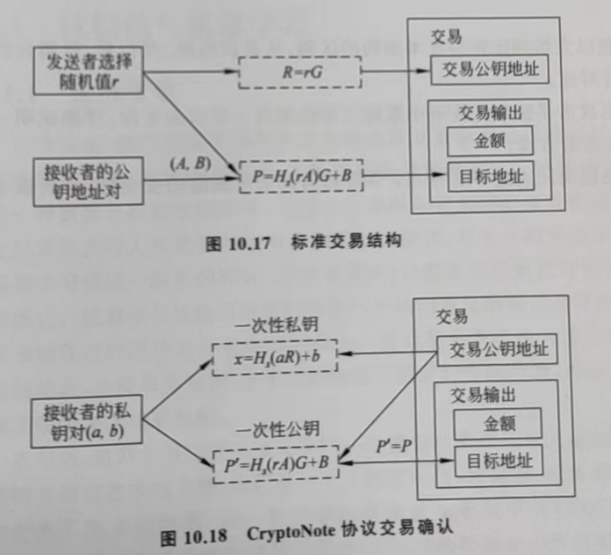 交易
发送者选择
随机值r
R=rG
交易公钥地址
交易输出
金额
接收者的公
钥地址对
(A, B)
P=Hs(rA)G+B
目标地址
图 10.17 标准交易结构
交易
一次性私钥
x=Hs(aR)+b
交易公钥地址
交易输出
接收者的私
钥对(a, b)
金额
一次性公钥
P'=Hs(rA)G+B
P'=P
目标地址
图 10.18 CryptoNote 协议交易确认